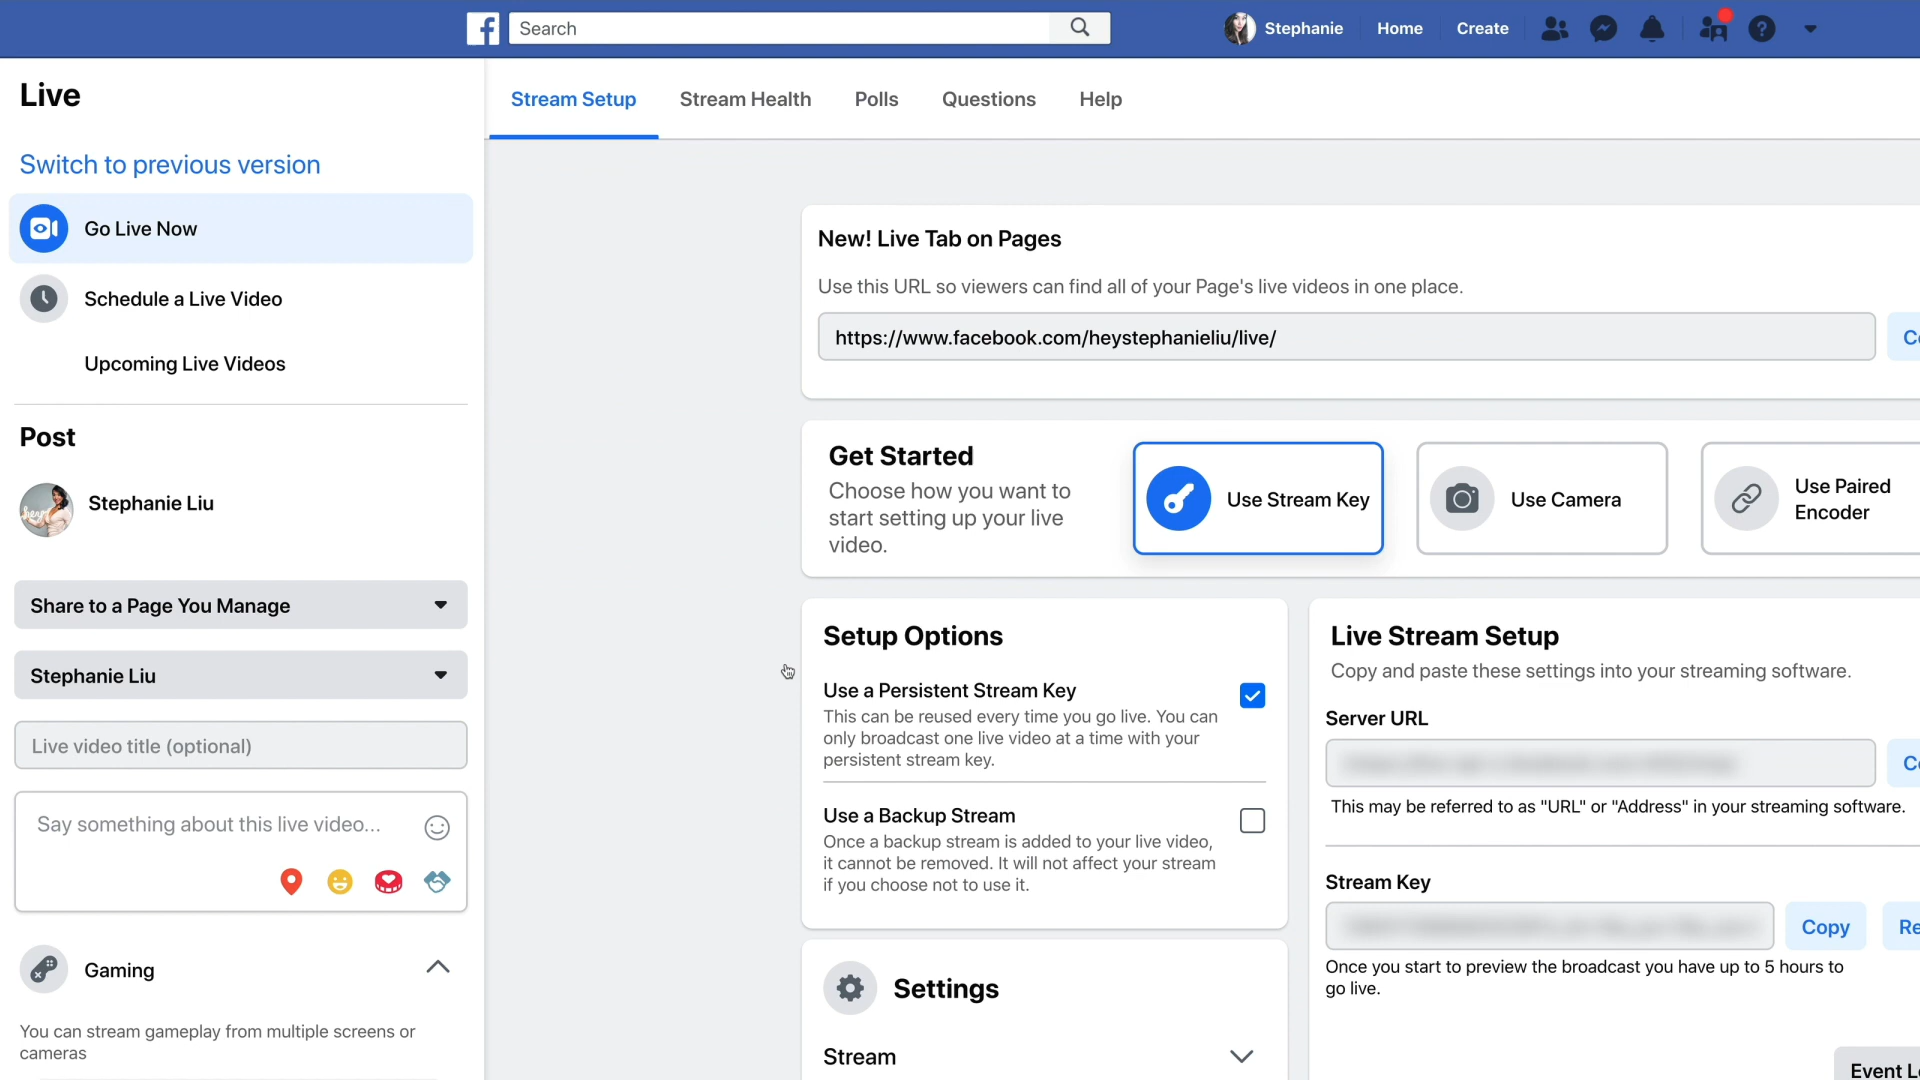 Search
Stephanie
Home
Create
Live
Switch to previous version
Go Live Now
Schedule a Live Video
Upcoming Live Videos
Post
Stephanie Liu
Share to a Page You Manage
Stephanie Liu
Live video title (optional)
Say something about this live video...
Gaming
You can stream gameplay from multiple screens or
cameras
Stream Setup
Stream Health
Polls
Questions
Help
New! Live Tab on Pages
Use this URL so viewers can find all of your Page's live videos in one place.
https://www.facebook.com/heystephanieliu/live/
Get Started
Choose how you want to
start setting up your live
video.
Use Stream Key
Use Camera
Use Paired
Encoder
Setup Options
Use a Persistent Stream Key
This can be reused every time you go live. You can
only broadcast one live video at a time with your
persistent stream key.
Use a Backup Stream
Once a backup stream is added to your live video,
it cannot be removed. It will not affect your stream
if you choose not to use it.
Settings
Stream
Live Stream Setup
Copy and paste these settings into your streaming software.
Server URL
This may be referred to as "URL" or "Address" in your streaming software.
Stream Key
Copy
Once you start to preview the broadcast you have up to 5 hours to
go live.
Event